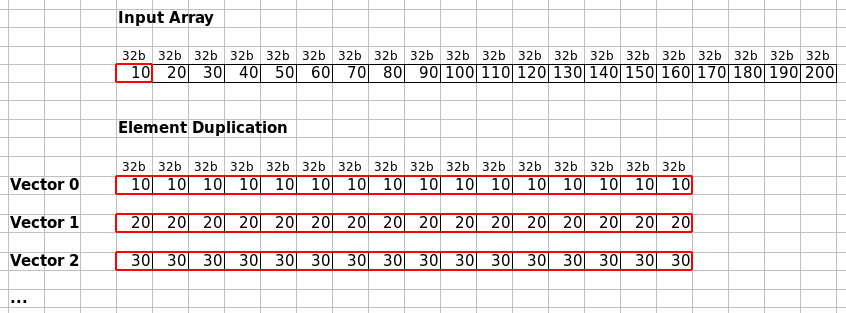 Input Array
32b 32b 32b 32b 32b 32b 32b 32b 32b 32b 32b 32b 32b 32b 32b 32b 32b 32b 32b 32b
10 20 30 40 50 60 70 80 90 100 110 120 130 140 150 160 170 180 190 200
Element Duplication
32b 32b 32b 32b 32b 32b 32b 32b 32b 32b 32b 32b 32b 32b 32b 32b
Vector 0 10 10 10 10 10 10 10 10 10 10 10 10 10 10 10 10
Vector 1 20 20 20 20 20 20 20 20 20 20 20 20 20 20 20 20
Vector 2 30 30 30 30 30 30 30 30 30 30 30 30 30 30 30 30
...